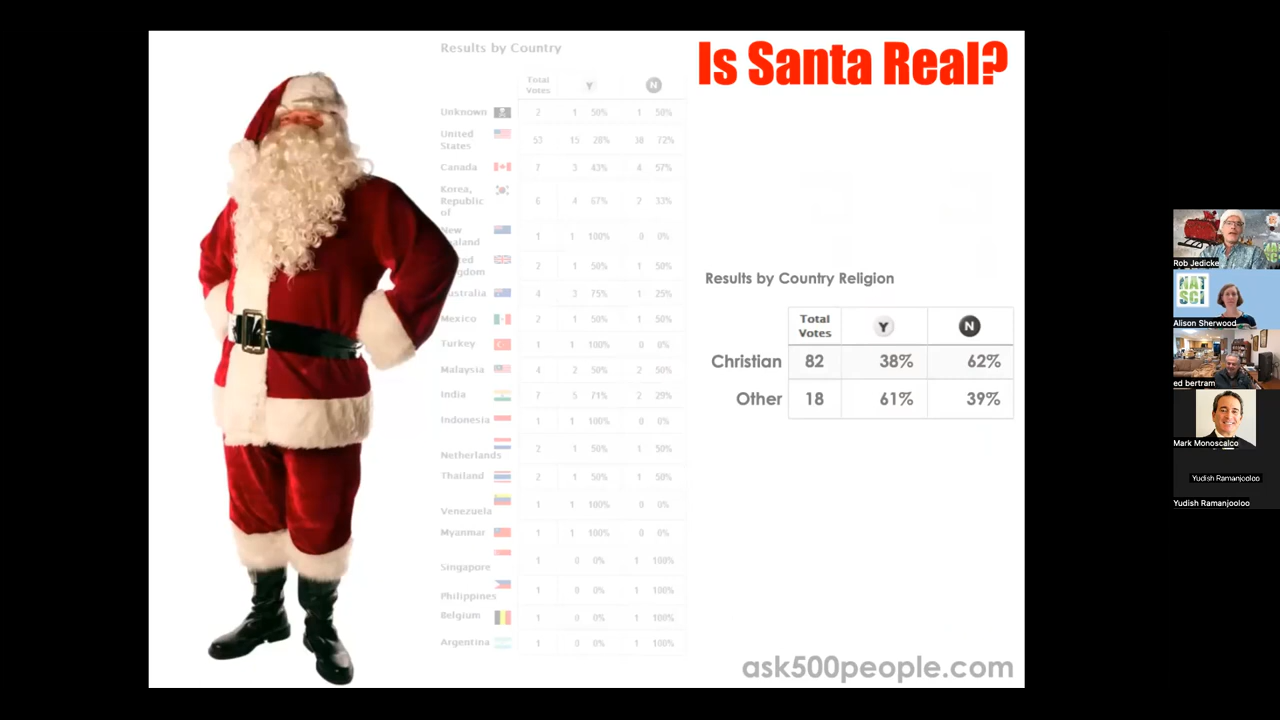 Results by Country
Is Santa Real?
Total Votes Y N
Unknown 2 1 50% 1 50%
United States 53 15 28% 38 72%
Canada 7 3 43% 4 57%
Korea, Republic of 6 4 67% 2 33%
New aland 1 1 100% 0 0%
ted gdom 2 1 50% 1 50%
ustralia 4 3 75% 1 25%
Mexico 2 1 50% 1 50%
Turkey 1 1 100% 0 0%
Malaysia 4 2 50% 2 50%
India 7 5 71% 2 29%
Indonesia 1 1 100% 0 0%
Netherlands 2 1 50% 1 50%
Thailand 2 1 50% 1 50%
Venezuela 1 1 100% 0 0%
Myanmar 1 1 100% 0 0%
Singapore 1 0 0% 1 100%
Philippines 1 0 0% 1 100%
Belgium 1 0 0% 1 100%
Argentina 1 0 0% 1 100%
Results by Country Religion
Total Votes Y N
Christian 82 38% 62%
Other 18 61% 39%
ask500people.com
Rob Jedicke
NAT
SCI
Alison Sherwood
ed bertram
Mark Monoscalco
Yudish Ramanjooloo
Yudish Ramanjooloo